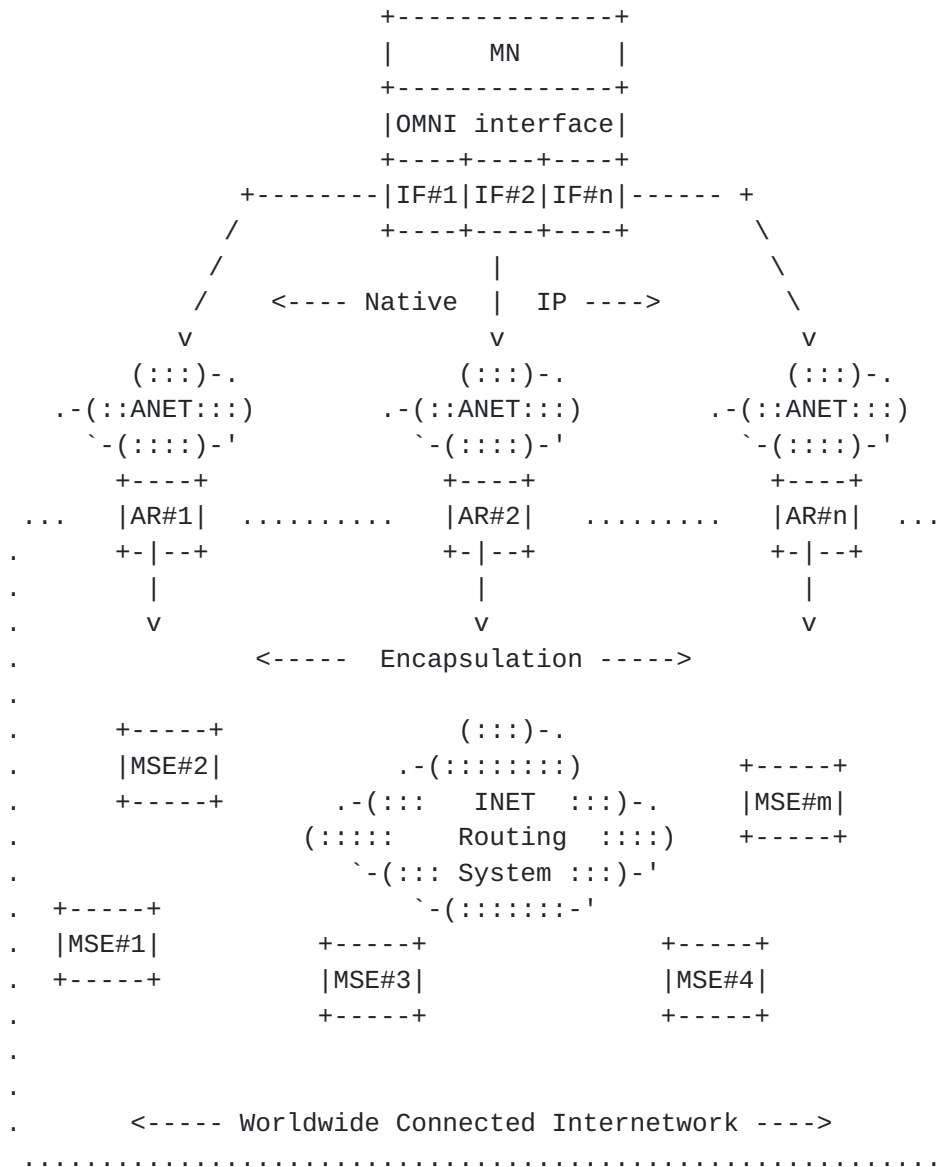 +--------------+
                        |      MN      |
                        +--------------+
                        |OMNI interface|
                        +----+----+----+
               +--------|IF#1|IF#2|IF#n|------ +
              /         +----+----+----+        \
             /                 |                 \
            /    <---- Native  |  IP ---->        \
           v                   v                   v
        (:::)-.              (:::)-.              (:::)-.
   .-(::ANET:::)        .-(::ANET:::)        .-(::ANET:::)
     `-(::::)-'           `-(::::)-'           `-(::::)-'
       +----+               +----+               +----+
 ...   |AR#1|  ..........   |AR#2|   .........   |AR#n|  ...
.      +-|--+               +-|--+               +-|--+
.        |                    |                    |
.        v                    v                    v
.               <-----  Encapsulation ----->
.
.      +-----+               (:::)-.
.      |MSE#2|           .-(::::::::)          +-----+
.      +-----+       .-(:::   INET  :::)-.     |MSE#m|
.                  (:::::    Routing  ::::)    +-----+
.                     `-(::: System :::)-'
.  +-----+                `-(:::::::-'
.  |MSE#1|          +-----+               +-----+
.  +-----+          |MSE#3|               |MSE#4|
.                   +-----+               +-----+
.
.
.       <----- Worldwide Connected Internetwork ---->
 ...........................................................